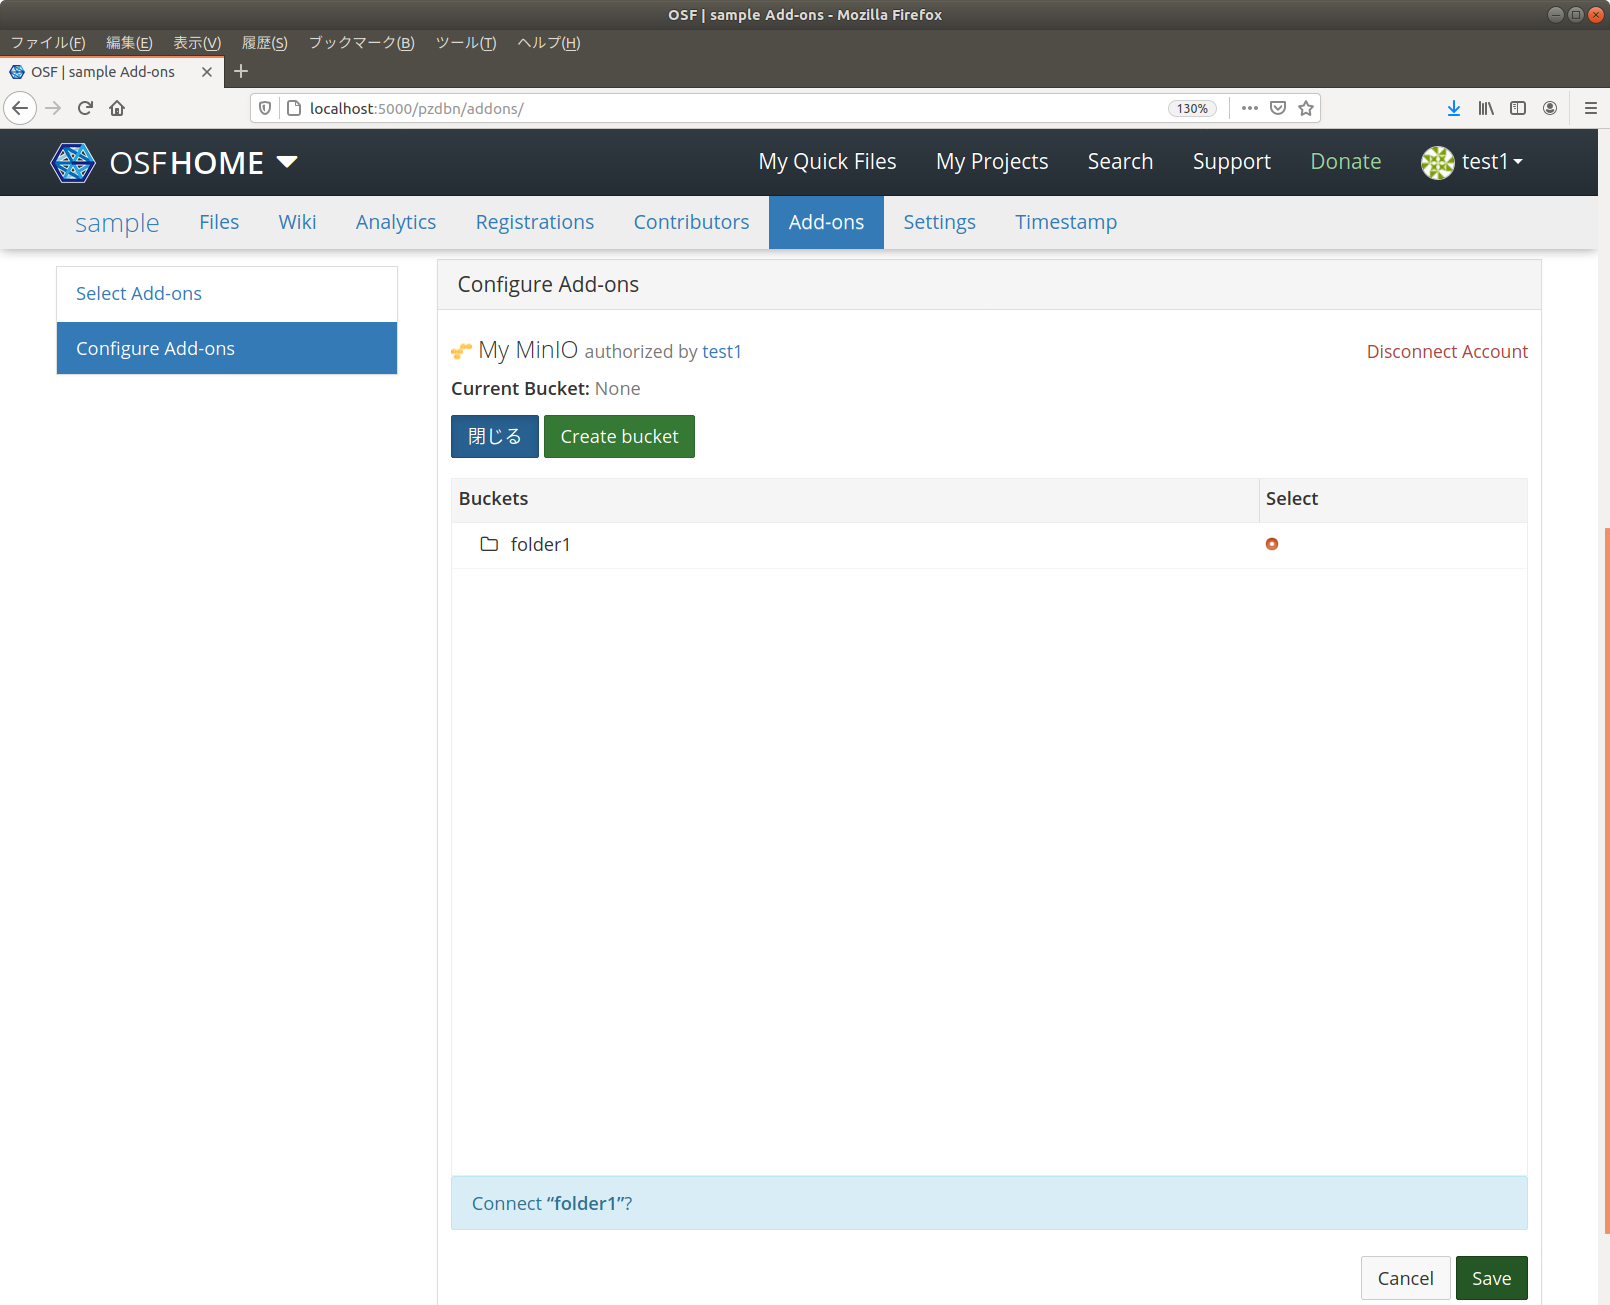 OSF | sample Add-ons - Mozilla Firefox
ファイル(F) 編集(E) 表示(V) 履歴(S) ブックマーク(B) ツール(T) ヘルプ(H)
OSF | sample Add-ons
localhost:5000/pzdbn/addons/ 130%
OSFHOME My Quick Files My Projects Search Support Donate test1
sample Files Wiki Analytics Registrations Contributors Add-ons Settings Timestamp
Select Add-ons
Configure Add-ons
Configure Add-ons
My MinIO authorized by test1 Disconnect Account
Current Bucket: None
閉じる Create bucket
Buckets Select
folder1
Connect “folder1”?
Cancel Save